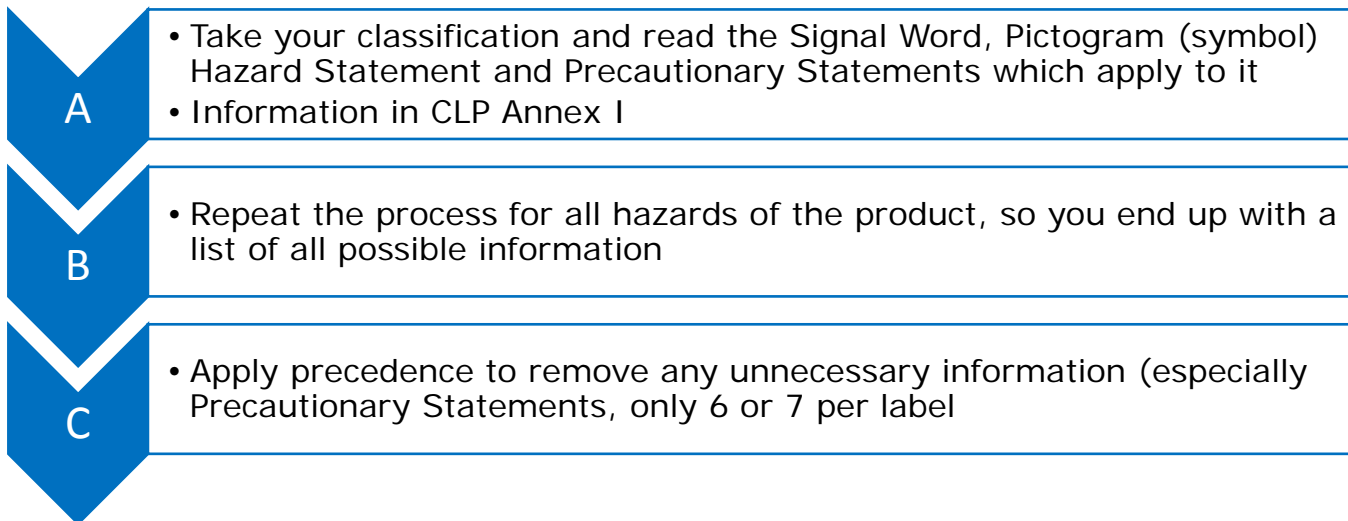 A
• Take your classification and read the Signal Word, Pictogram (symbol)
Hazard Statement and Precautionary Statements which apply to it
• Information in CLP Annex I
B
• Repeat the process for all hazards of the product, so you end up with a
list of all possible information
C
• Apply precedence to remove any unnecessary information (especially
Precautionary Statements, only 6 or 7 per label